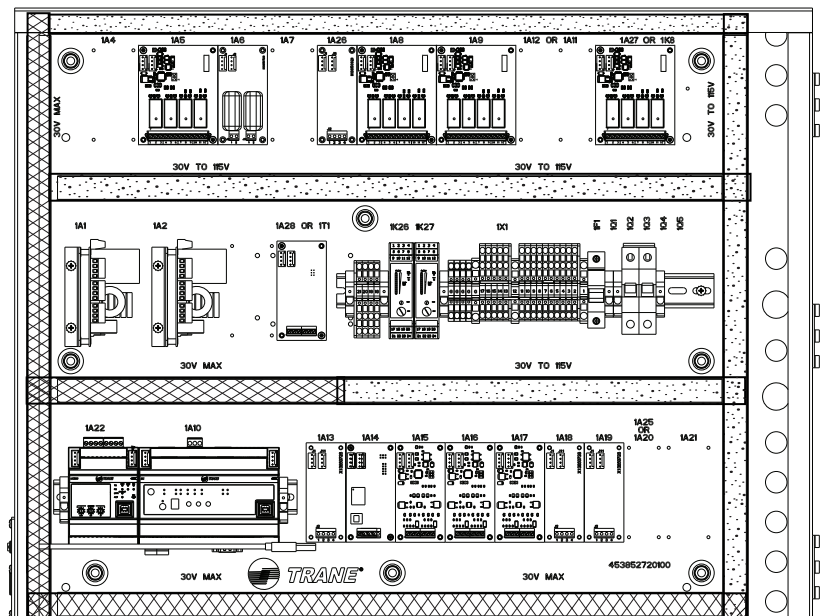 1A4 1A5 1A6 1A7 1A26 1A8 1A9 1A12 OR 1A11 1A27 OR 1K8
30V MAX
30V TO 115V
30V TO 115V 30V TO 115V
1A1 1A2 1A28 OR 1T1 1K26 1K27 1X1 1F1 1Q1 1Q2 1Q3 1Q4 1Q5
30V MAX 30V TO 115V
1A22 1A10 1A13 1A14 1A15 1A16 1A17 1A18 1A19 1A25 OR 1A20 1A21
453852720100
30V MAX TRANE® 30V MAX